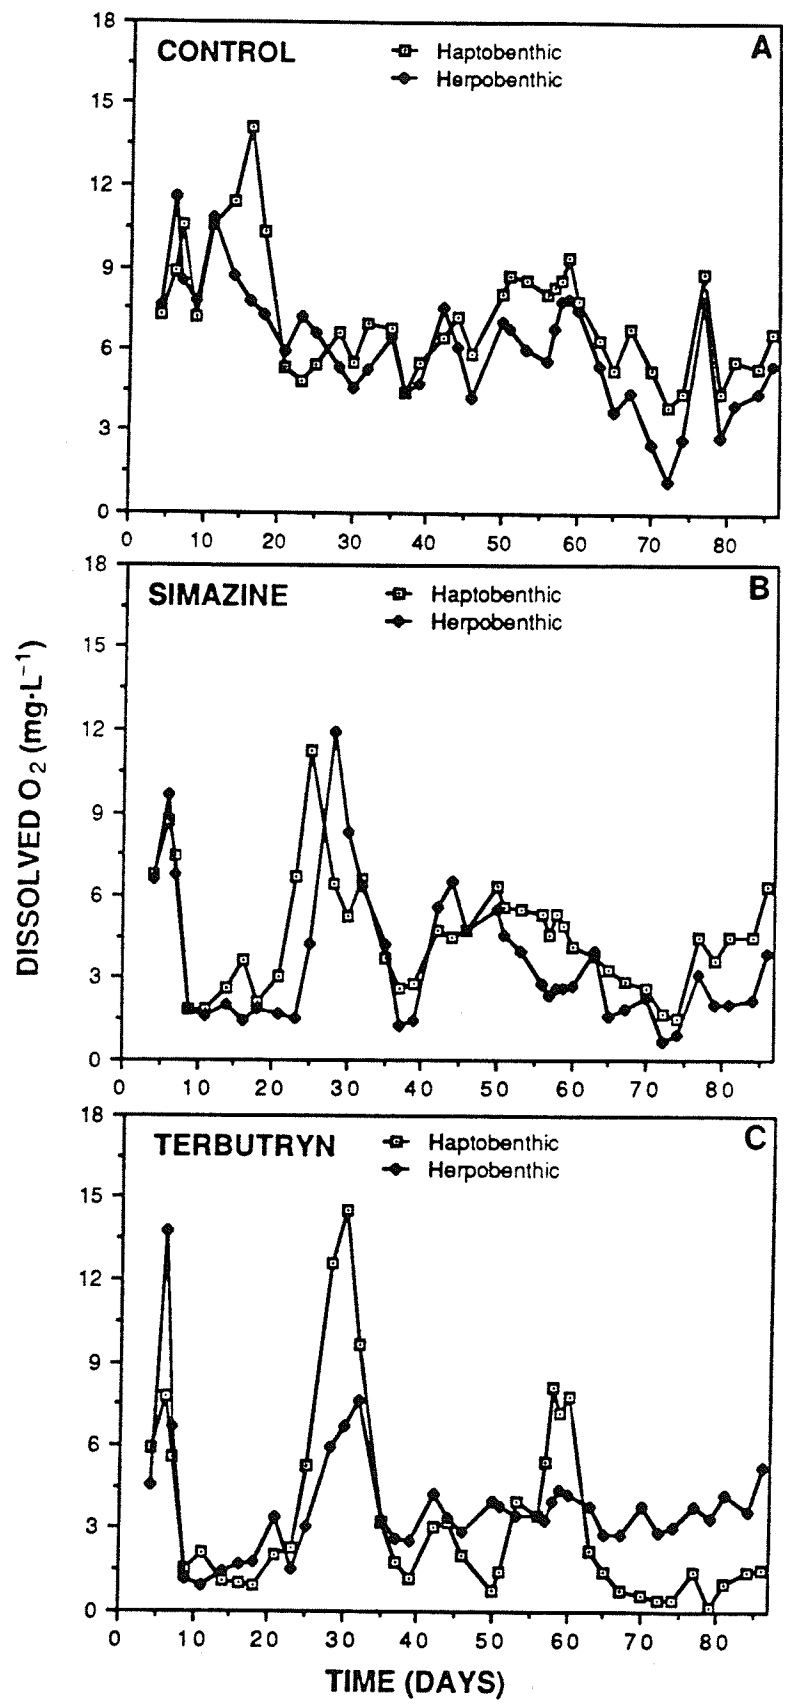 CONTROL
Haptobenthic
Herpobenthic
A
18
15
12
9
6
3
0
0 10 20 30 40 50 60 70 80
SIMAZINE
Haptobenthic
Herpobenthic
B
18
15
12
9
6
3
0
0 10 20 30 40 50 60 70 80
DISSOLVED O2 (mg·L−1)
TERBUTRYN
Haptobenthic
Herpobenthic
C
18
15
12
9
6
3
0
0 10 20 30 40 50 60 70 80
TIME (DAYS)